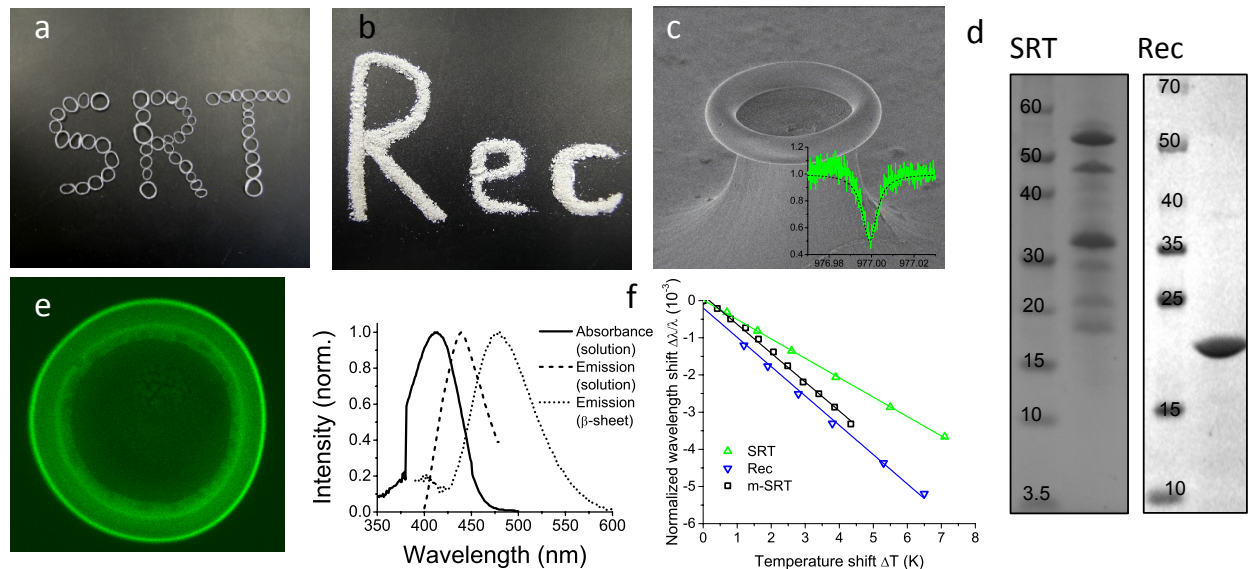 a
SRT
b
Rec
c
1.2
1.0
0.8
0.6
0.4
976.98
977.00
977.02
d
SRT
Rec
60
50
40
30
20
15
10
3.5
70
50
40
35
25
15
10
e
Intensity (norm.)
1.0
0.8
0.6
0.4
0.2
0.0
350
400
450
500
550
600
Wavelength (nm)
Absorbance
(solution)
Emission
(solution)
Emission
(β-sheet)
f
Normalized wavelength shift Δλ/λ (10⁻³)
0
-1
-2
-3
-4
-5
-6
0
1
2
3
4
5
6
7
8
Temperature shift ΔT (K)
SRT
Rec
m-SRT